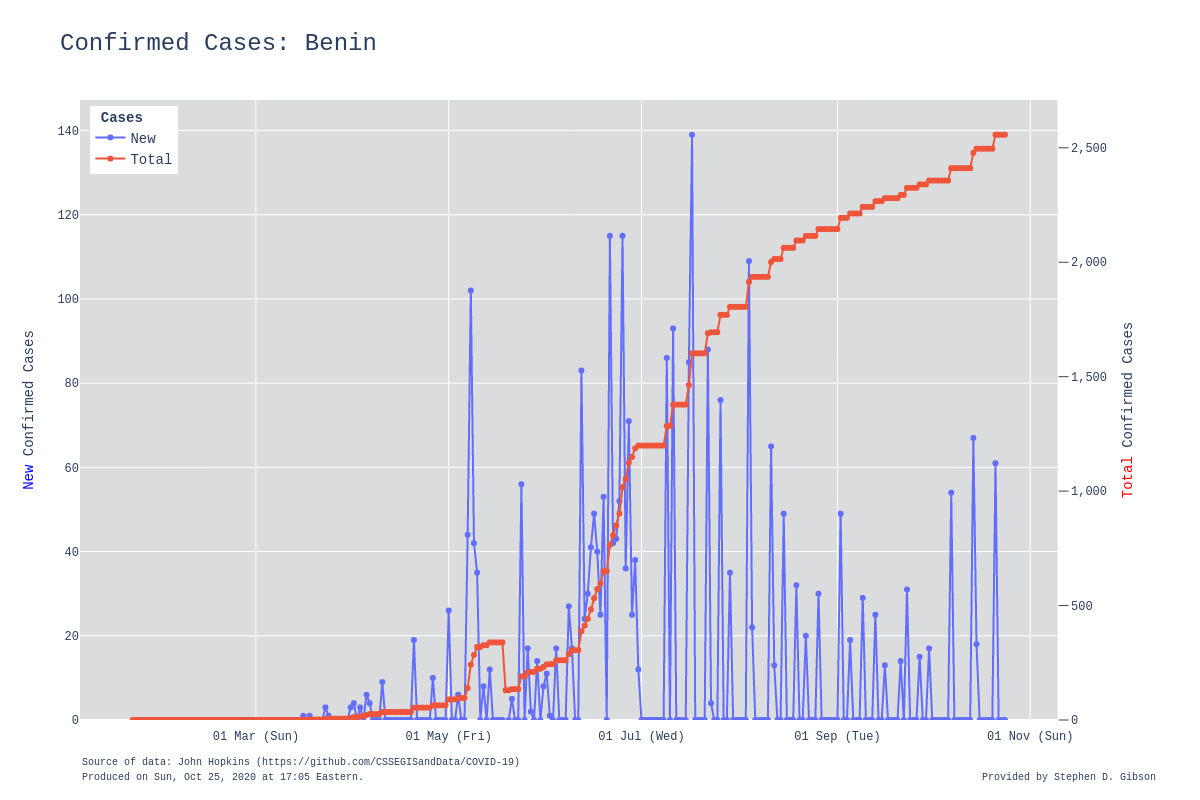 Confirmed Cases: Benin
Cases
New
Total
140
120
100
80
60
40
20
0
2,500
2,000
1,500
1,000
500
0
New Confirmed Cases
Total Confirmed Cases
01 Mar (Sun)
01 May (Fri)
01 Jul (Wed)
01 Sep (Tue)
01 Nov (Sun)
Source of data: John Hopkins (https://github.com/CSSEGISandData/COVID-19)
Produced on Sun, Oct 25, 2020 at 17:05 Eastern.
Provided by Stephen D. Gibson